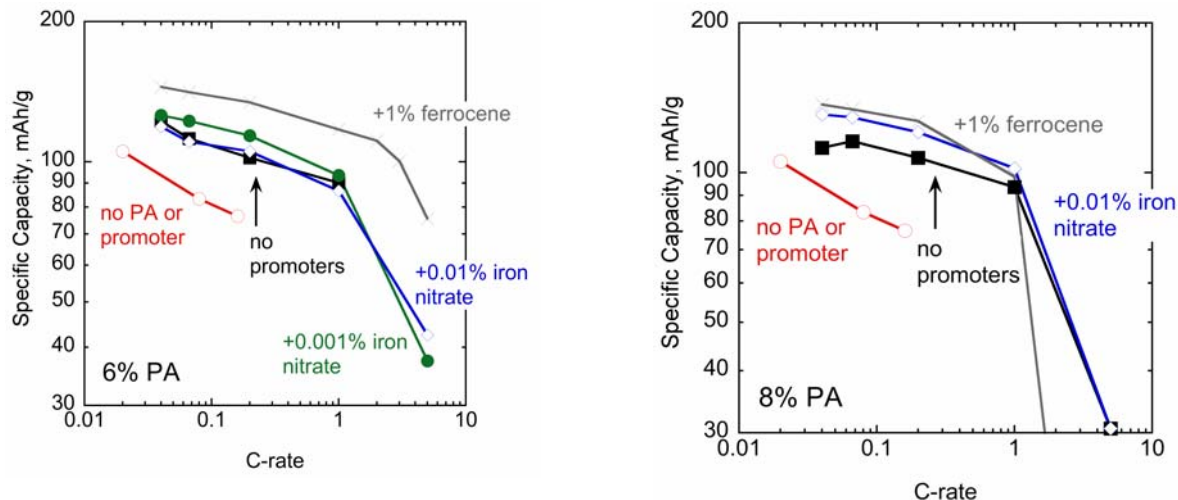 200
100
90
80
70
60
50
40
30
0.01
0.1
1
10
Specific Capacity, mAh/g
C-rate
+1% ferrocene
no PA or
promoter
no
promoters
+0.01% iron
nitrate
+0.001% iron
nitrate
6% PA
200
100
90
80
70
60
50
40
30
0.01
0.1
1
10
Specific Capacity, mAh/g
C-rate
+1% ferrocene
+0.01% iron
nitrate
no PA or
promoter
no
promoters
8% PA